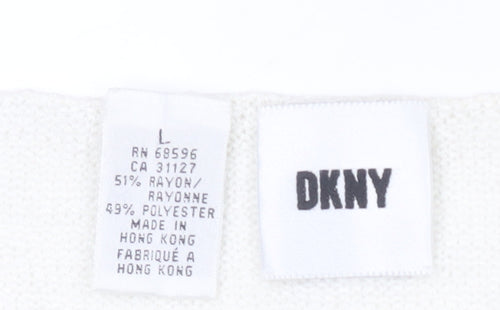 L
RN 68596
CA 31127
51% RAYON/
RAYONNE
49% POLYESTER
MADE IN
HONG KONG
FABRIQUÉ A
HONG KONG
DKNY